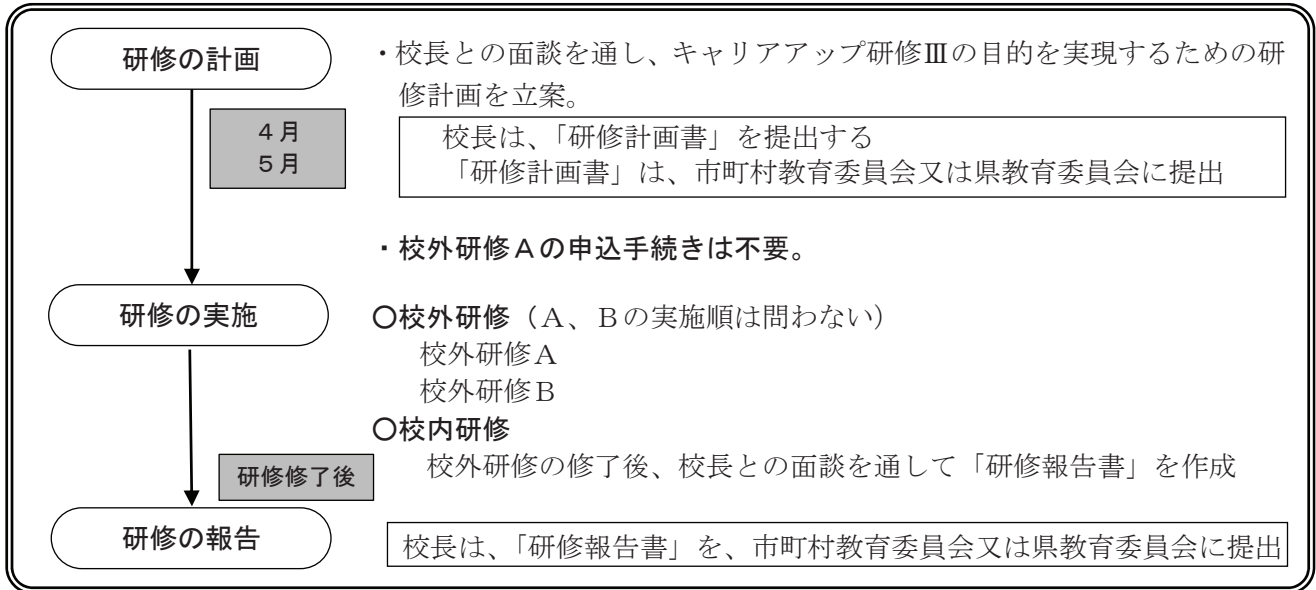 研修の計画
・校長との面談を通し、キャリアアップ研修Ⅲの目的を実現するための研
修計画を立案。
4月
5月
校長は、「研修計画書」を提出する
「研修計画書」は、市町村教育委員会又は県教育委員会に提出
・校外研修Aの申込手続きは不要。
研修の実施
○校外研修（A、Bの実施順は問わない）
校外研修A
校外研修B
○校内研修
校外研修の修了後、校長との面談を通して「研修報告書」を作成
研修修了後
研修の報告
校長は、「研修報告書」を、市町村教育委員会又は県教育委員会に提出